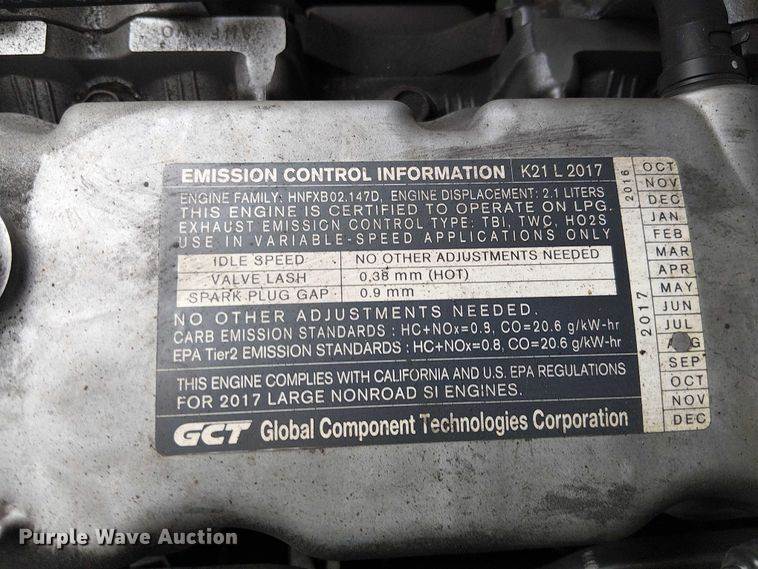 EMISSION CONTROL INFORMATION K21 L 2017
ENGINE FAMILY: HNFXB02.147D, ENGINE DISPLACEMENT: 2.1 LITERS
THIS ENGINE IS CERTIFIED TO OPERATE ON LPG.
EXHAUST EMISSION CONTROL TYPE: TBI, TWC, HO2S
USE IN VARIABLE-SPEED APPLICATIONS ONLY
IDLE SPEED NO OTHER ADJUSTMENTS NEEDED
VALVE LASH 0.38 mm (HOT)
SPARK PLUG GAP 0.9 mm
NO OTHER ADJUSTMENTS NEEDED.
CARB EMISSION STANDARDS : HC+NOx=0.8, CO=20.6 g/kW-hr
EPA Tier2 EMISSION STANDARDS : HC+NOx=0.8, CO=20.6 g/kW-hr
THIS ENGINE COMPLIES WITH CALIFORNIA AND U.S. EPA REGULATIONS
FOR 2017 LARGE NONROAD SI ENGINES.
GCT Global Component Technologies Corporation
2016
OCT
NOV
DEC
2017
JAN
FEB
MAR
APR
MAY
JUN
JUL
AUG
SEP
OCT
NOV
DEC
Purple Wave Auction